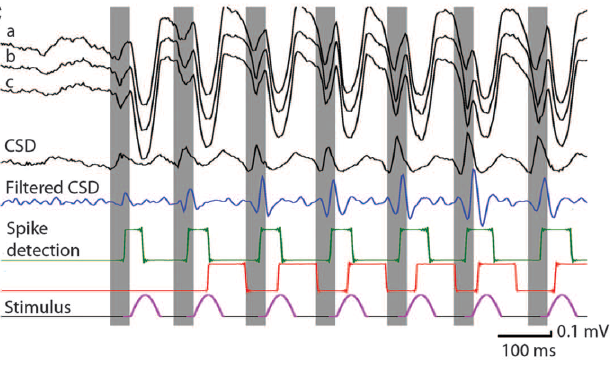 a
b
c
CSD
Filtered CSD
Spike
detection
Stimulus
0.1 mV
100 ms